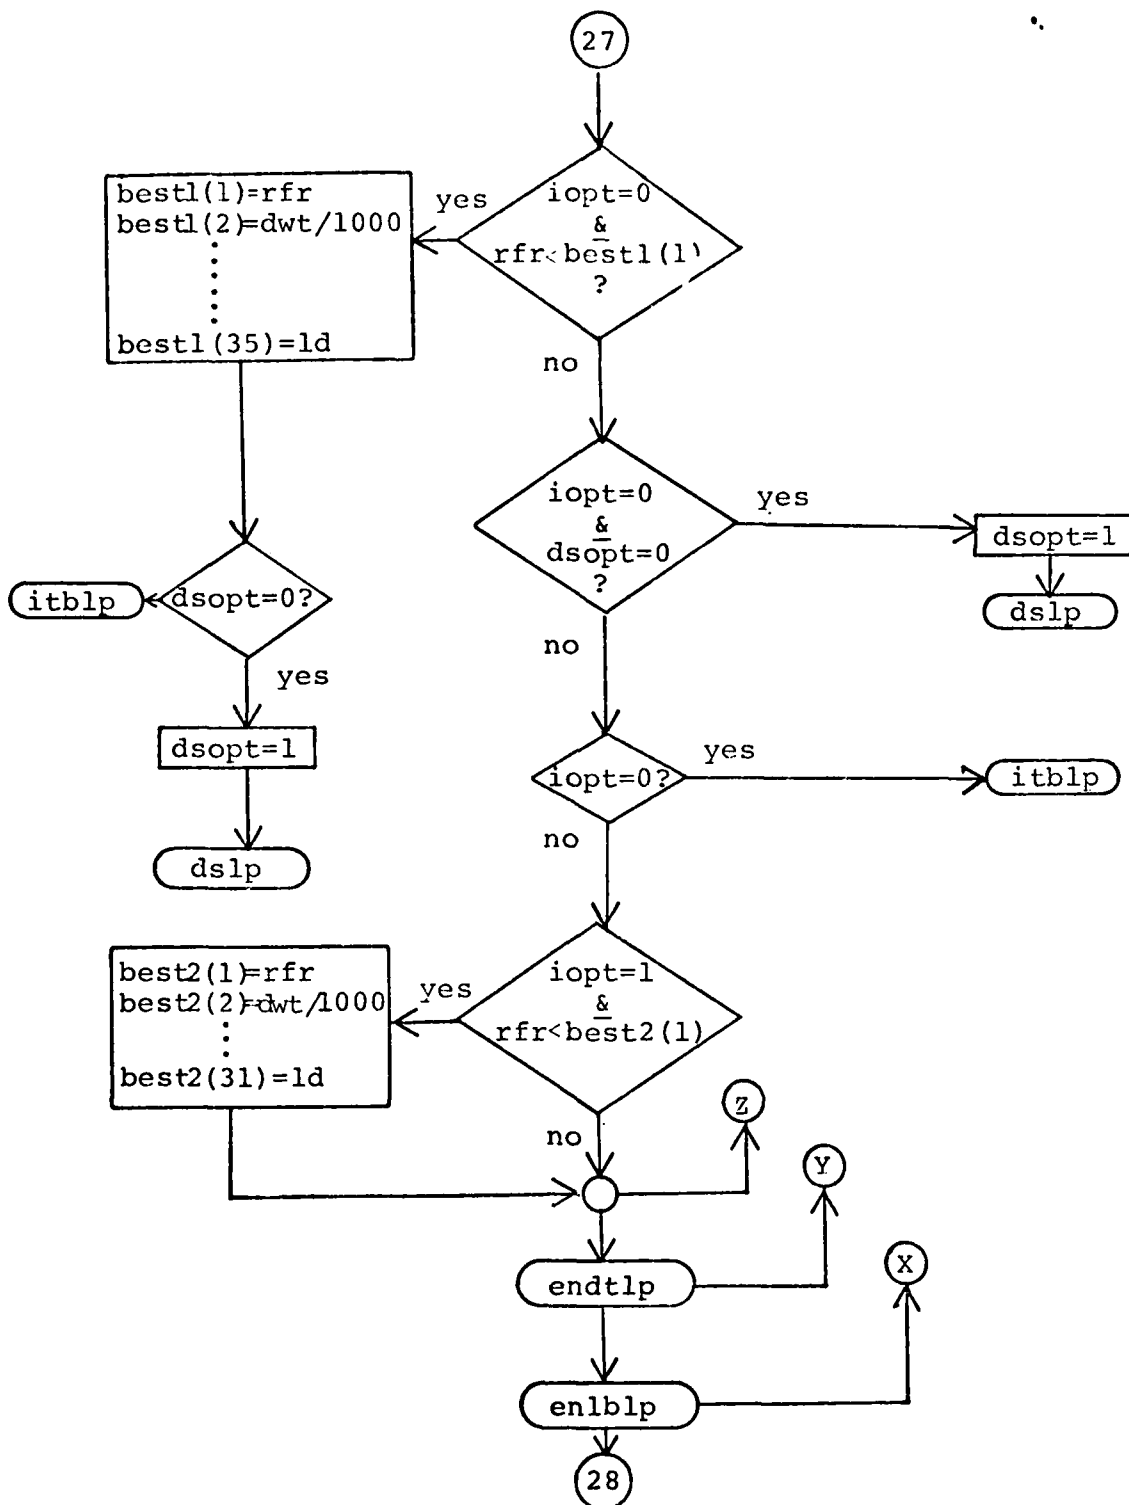 27
iopt=0
&
rfr<best1(1)
?
yes
best1(1)=rfr
best1(2)=dwt/1000
best1(35)=ld
no
iopt=0
&
dsopt=0
?
yes
dsopt=1
dslp
itblp
dsopt=0?
yes
dsopt=1
dslp
no
iopt=0?
yes
itblp
no
iopt=1
&
rfr<best2(1)
yes
best2(1)=rfr
best2(2)=dwt/1000
best2(31)=ld
no
Z
Y
endtlp
X
enlblp
28